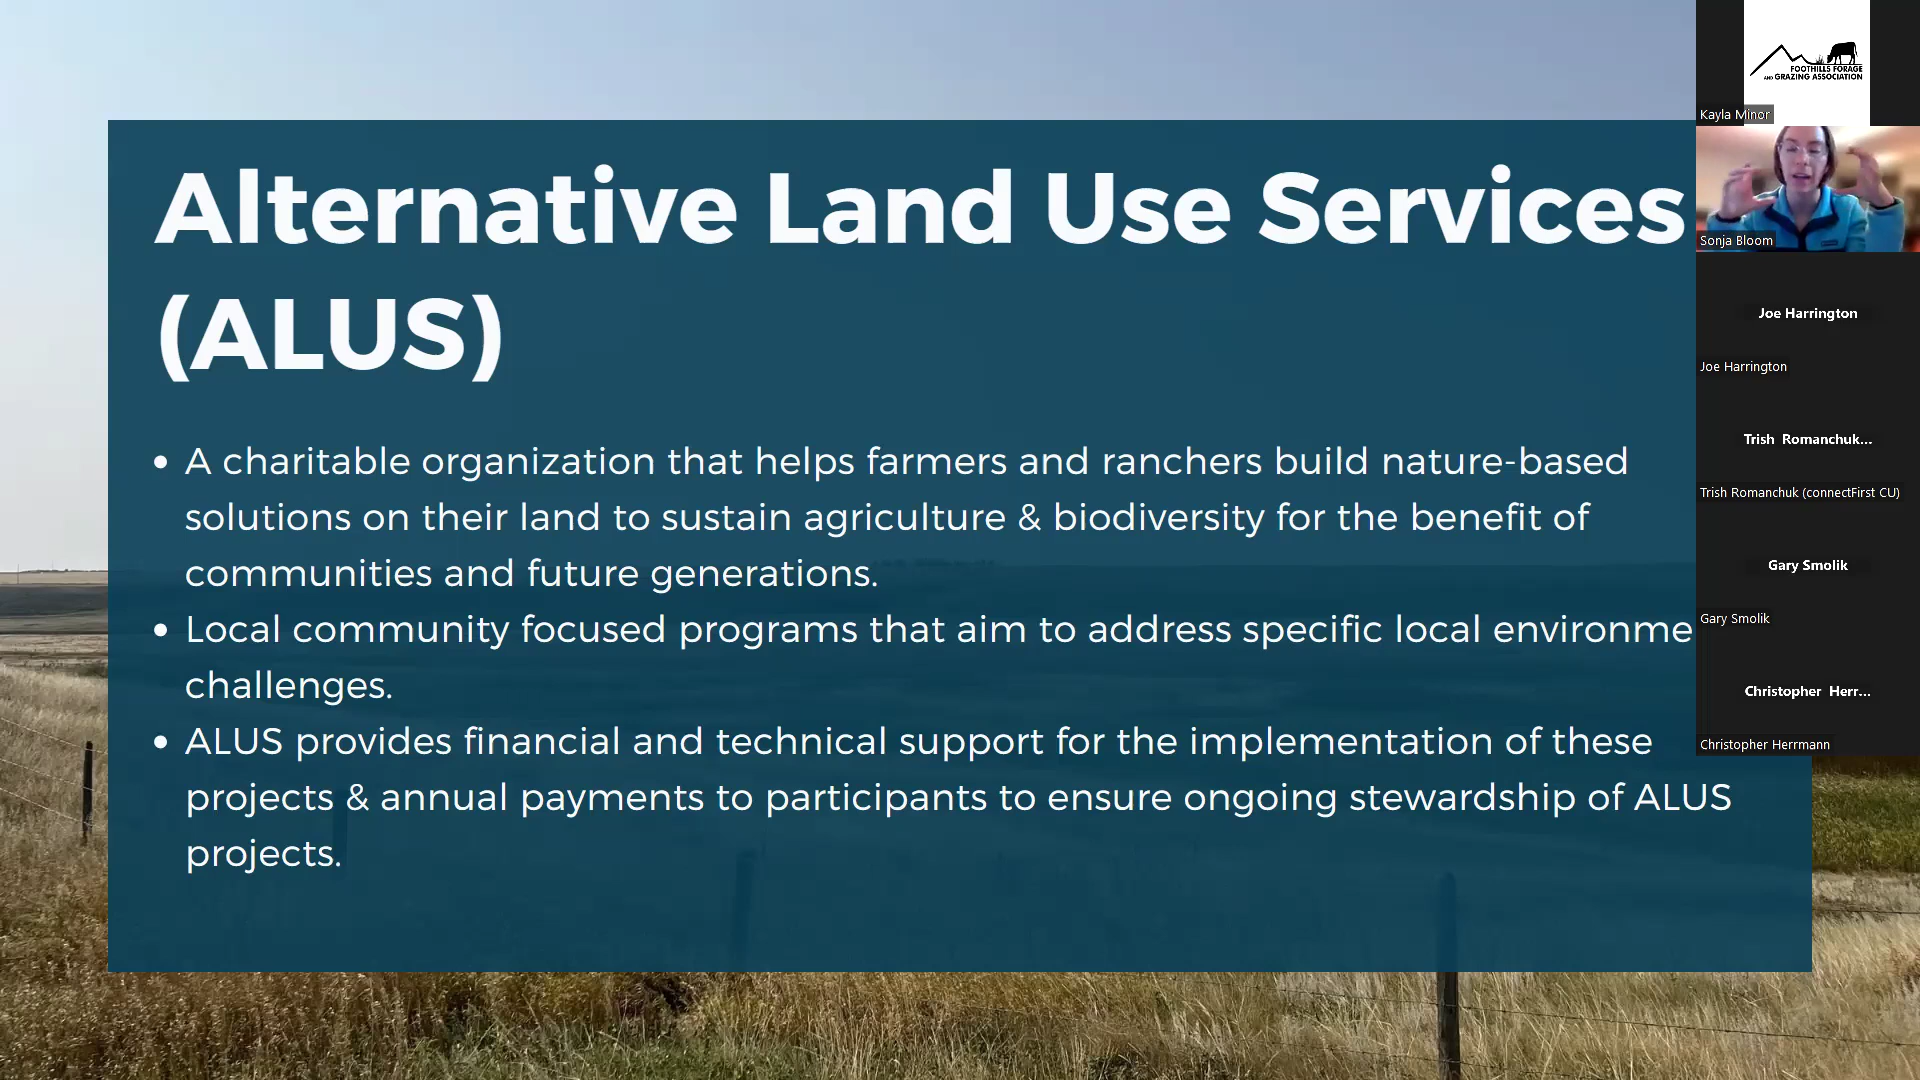 Alternative Land Use Services
(ALUS)
• A charitable organization that helps farmers and ranchers build nature-based
solutions on their land to sustain agriculture & biodiversity for the benefit of
communities and future generations.
• Local community focused programs that aim to address specific local environme
challenges.
• ALUS provides financial and technical support for the implementation of these
projects & annual payments to participants to ensure ongoing stewardship of ALUS
projects.
FOOTHILLS FORAGE
AND GRAZING ASSOCIATION
Kayla Minor
Sonja Bloom
Joe Harrington
Joe Harrington
Trish Romanchuk...
Trish Romanchuk (connectFirst CU)
Gary Smolik
Gary Smolik
Christopher Herr...
Christopher Herrmann